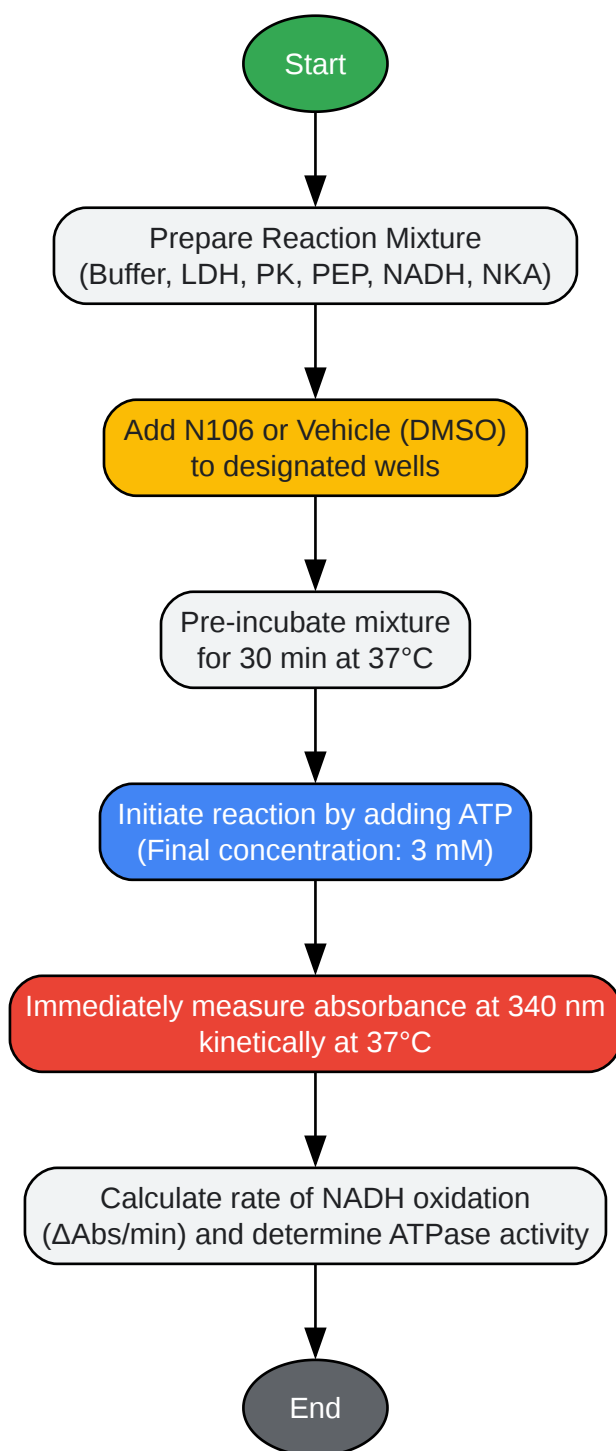 Start
Prepare Reaction Mixture
(Buffer, LDH, PK, PEP, NADH, NKA)
Add N106 or Vehicle (DMSO)
to designated wells
Pre-incubate mixture
for 30 min at 37°C
Initiate reaction by adding ATP
(Final concentration: 3 mM)
Immediately measure absorbance at 340 nm
kinetically at 37°C
Calculate rate of NADH oxidation
(ΔAbs/min) and determine ATPase activity
End